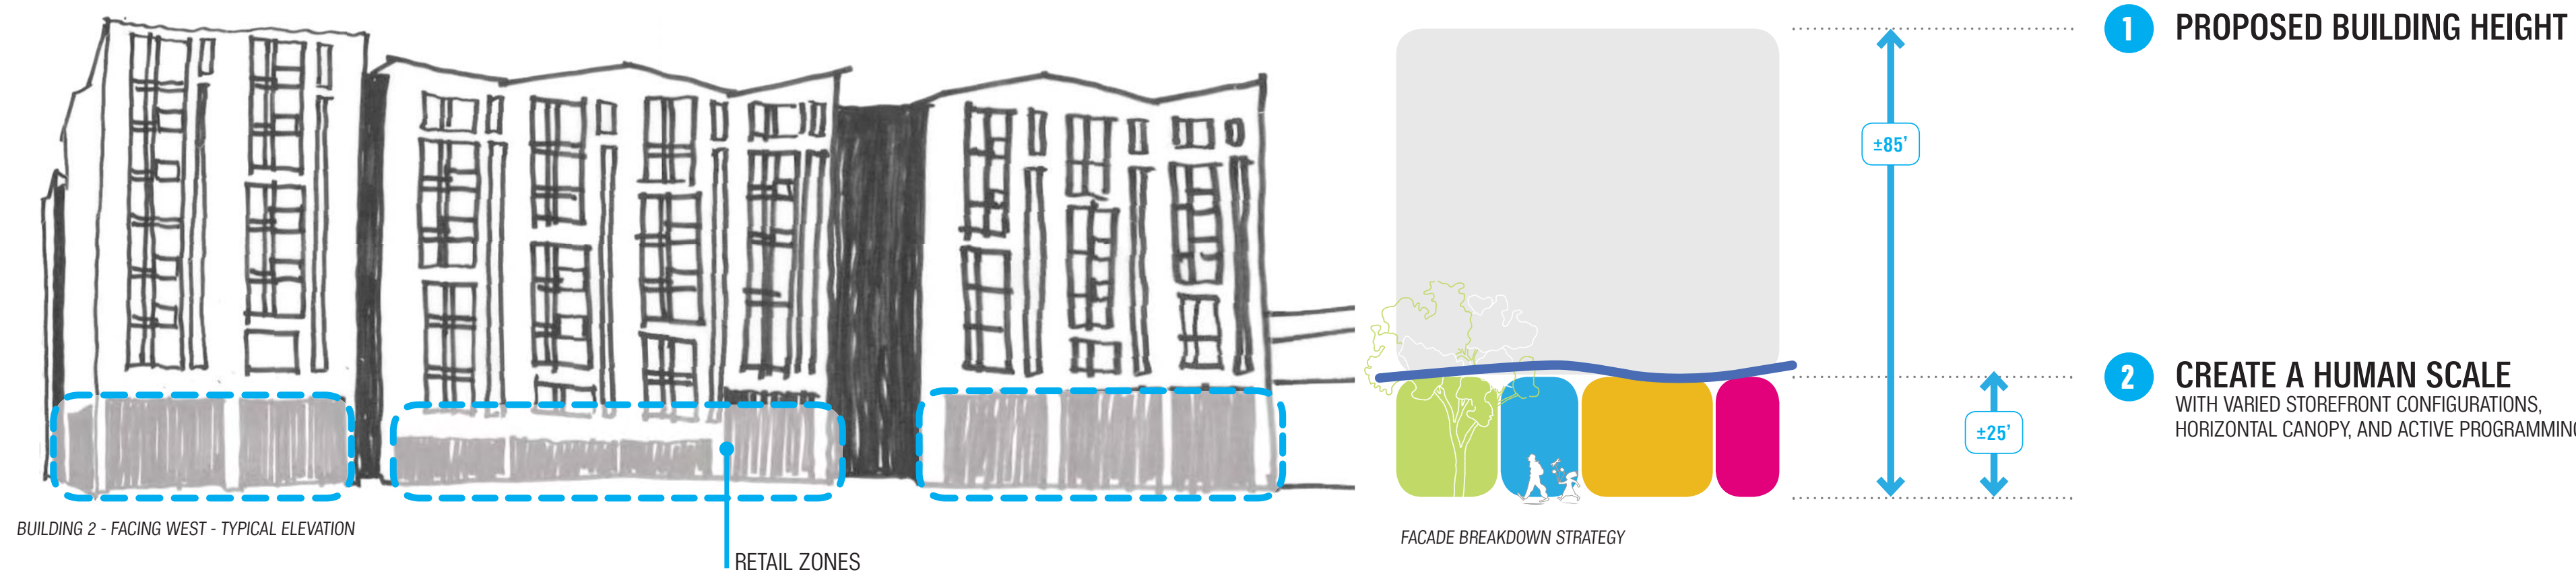 BUILDING 2 - FACING WEST - TYPICAL ELEVATION
RETAIL ZONES
FACADE BREAKDOWN STRATEGY
±85’
±25’
1
PROPOSED BUILDING HEIGHT
2
CREATE A HUMAN SCALE
WITH VARIED STOREFRONT CONFIGURATIONS,
HORIZONTAL CANOPY, AND ACTIVE PROGRAMMING